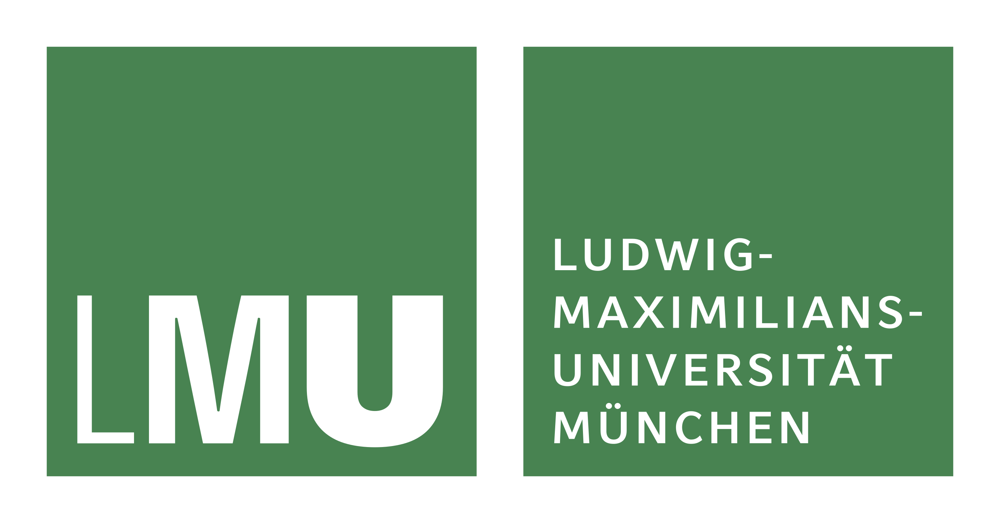 LMU
LUDWIG-
MAXIMILIANS-
UNIVERSITÄT
MÜNCHEN